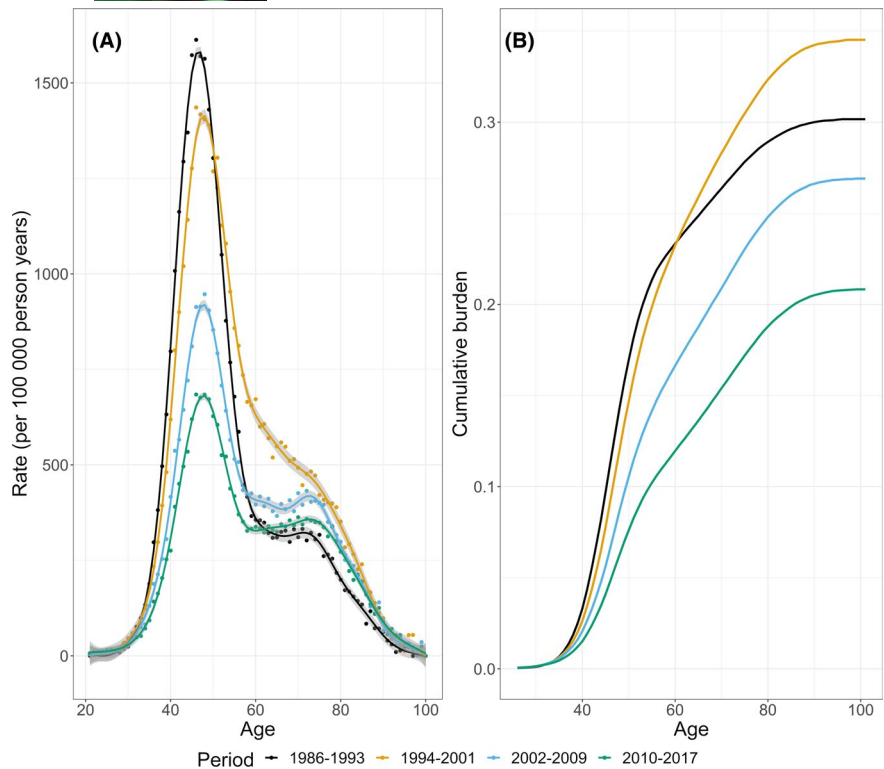 (A)
(B)
Rate (per 100 000 person years)
1500
1000
500
0
20 40 60 80 100
Age
Cumulative burden
0.3
0.2
0.1
0.0
40 60 80 100
Age
Period 1986-1993 1994-2001 2002-2009 2010-2017